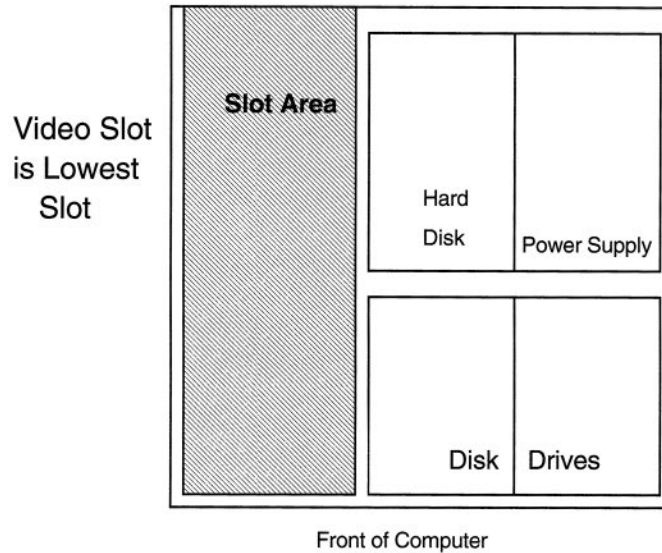 Slot Area
Video Slot
is Lowest
Slot
Hard
Disk
Power Supply
Disk Drives
Front of Computer